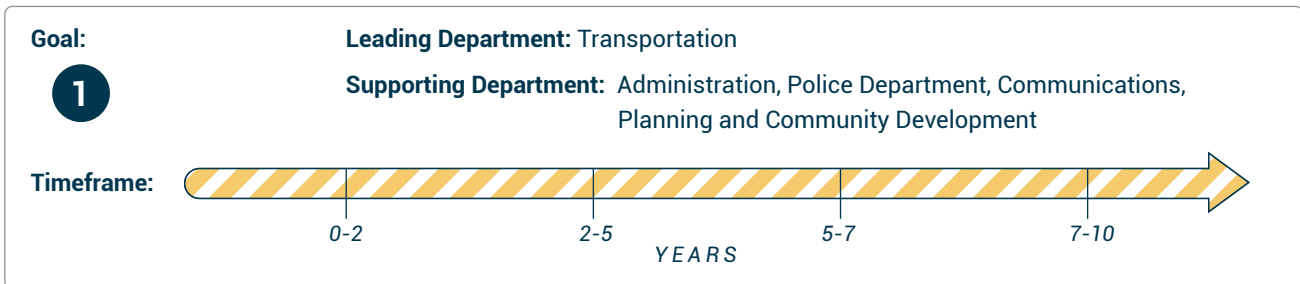 Goal:
1
Leading Department: Transportation
Supporting Department: Administration, Police Department, Communications,
Planning and Community Development
Timeframe:
0-2 2-5 5-7 7-10
YEARS